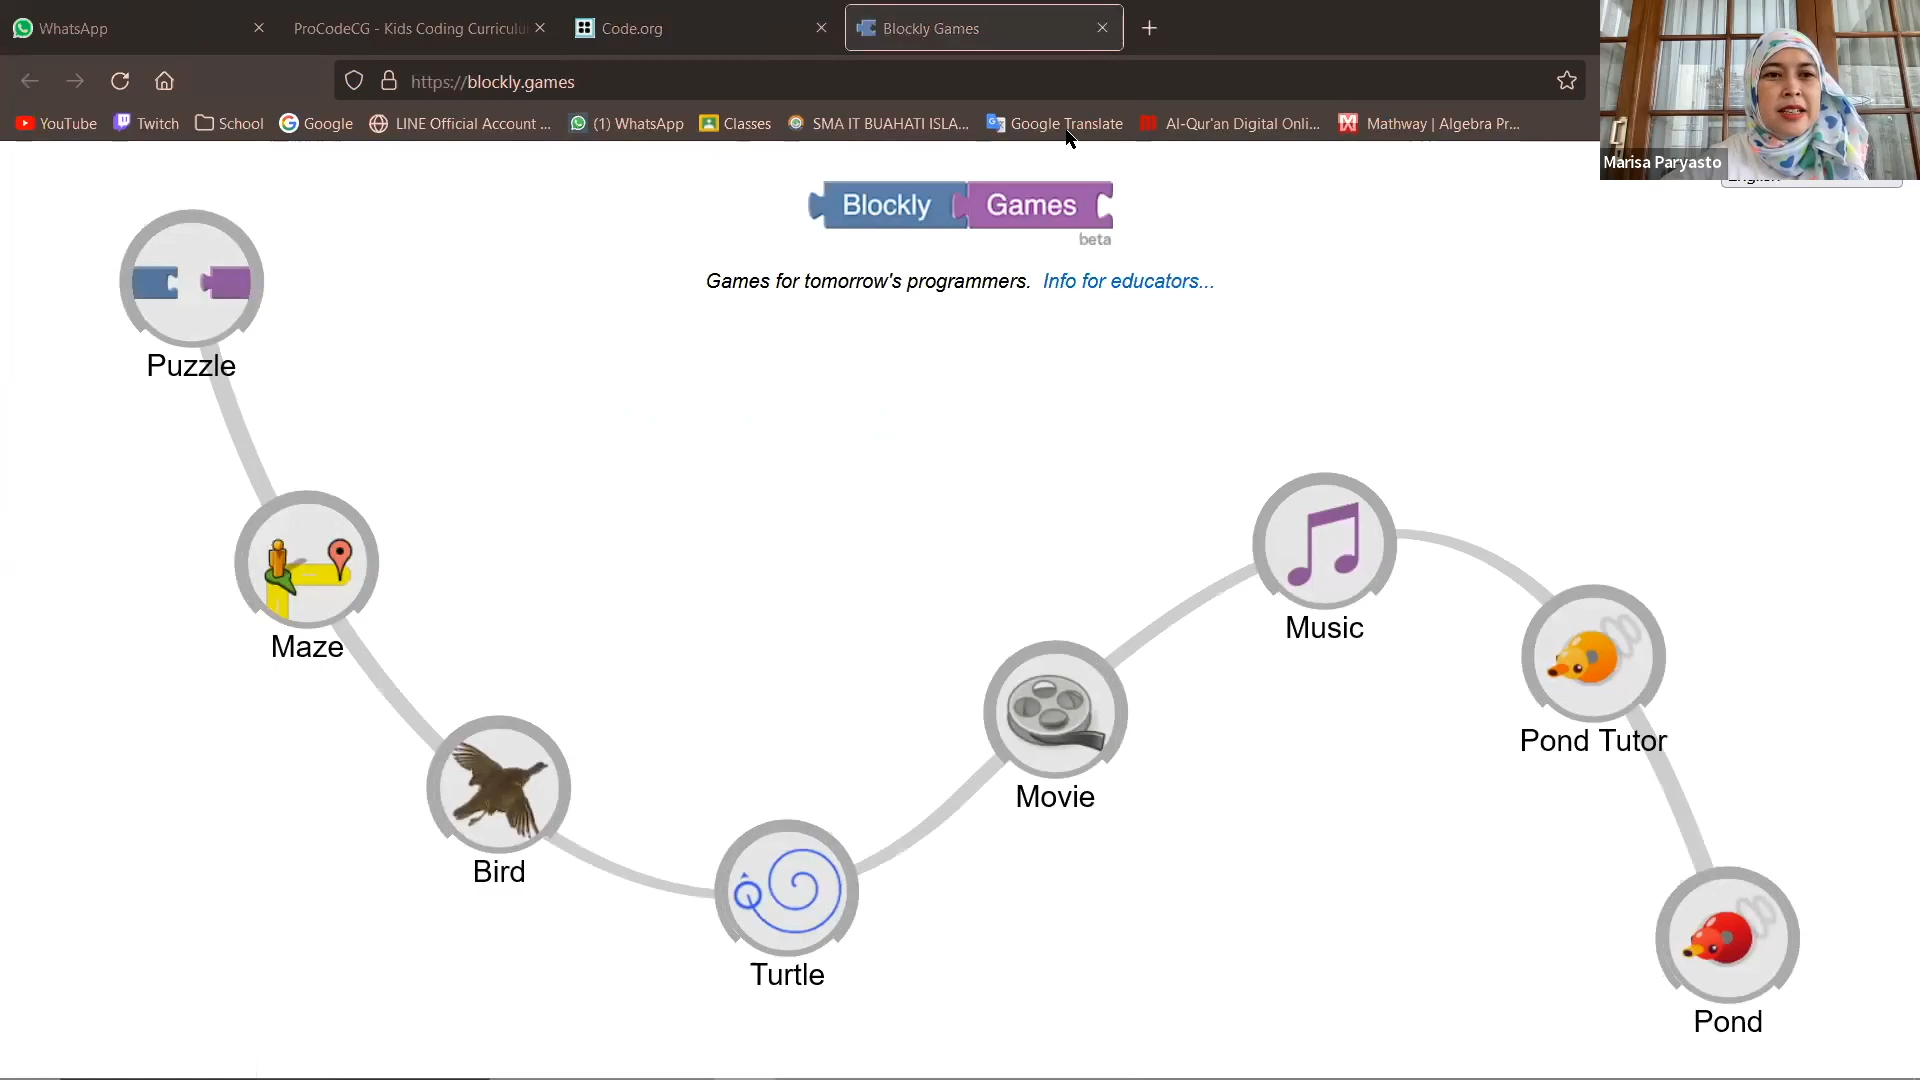 WhatsApp
ProCodeCG - Kids Coding Curriculu
Code.org
Blockly Games
https://blockly.games
YouTube
Twitch
School
Google
LINE Official Account ...
(1) WhatsApp
Classes
SMA IT BUAHATI ISLA...
Google Translate
Al-Qur'an Digital Onli...
Mathway | Algebra Pr...
Marisa Paryasto
English
Blockly Games
beta
Games for tomorrow's programmers. Info for educators...
Puzzle
Maze
Bird
Turtle
Movie
Music
Pond Tutor
Pond